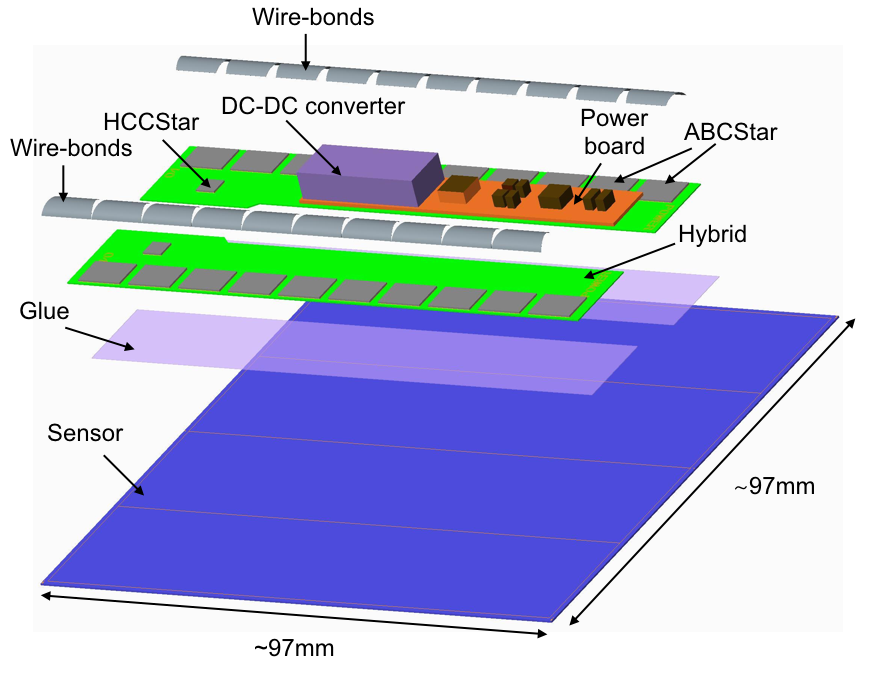 Wire-bonds
DC-DC converter
HCCStar
Power
board
ABCStar
Wire-bonds
Hybrid
Glue
Sensor
~97mm
~97mm